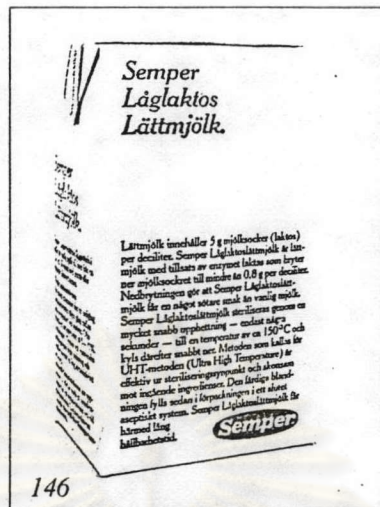 Semper
Låglaktos
Lättmjölk.
Lättmjölk innehåller 5 g mjölksocker (laktos)
per deciliter. Semper Låglaktoslättmjölk är lätt-
mjölk med tillsats av enzymet laktas som bryter
ner mjölksockret till mindre än 0,8 g per deciliter.
Nedbrytningen gör att Semper Låglaktoslätt-
mjölk får en något sötare smak än vanlig mjölk.
Semper Låglaktoslättmjölk steriliseras genom en
mycket snabb upphettning — endast några
sekunder — till en temperatur av ca 150°C och
kyls därefter snabbt ner. Metoden som kallas för
UHT-metoden (Ultra High Temperature) är
effektiv ur steriliseringssynpunkt och skonsam
mot ingående ingredienser. Den färdiga bland-
ningen fylls sedan i förpackningen i ett slutet
aseptiskt system. Semper Låglaktoslättmjölk får
härmed lång
hållbarhetstid.
Semper
146